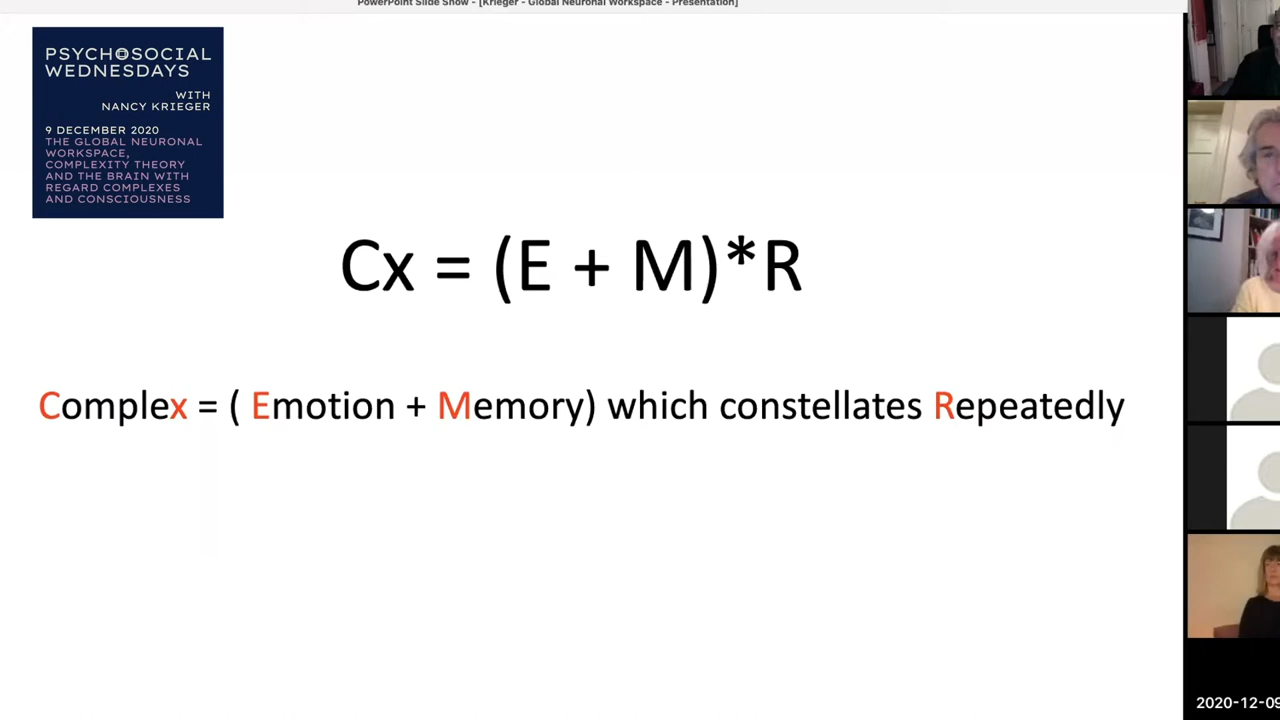 PowerPoint Slide Show - [Krieger - Global Neuronal Workspace - Presentation]
PSYCHOSOCIAL
WEDNESDAYS
WITH
NANCY KRIEGER
9 DECEMBER 2020
THE GLOBAL NEURONAL
WORKSPACE,
COMPLEXITY THEORY
AND THE BRAIN WITH
REGARD COMPLEXES
AND CONSCIOUSNESS
Cx = (E + M)*R
Complex = ( Emotion + Memory) which constellates Repeatedly
2020-12-09